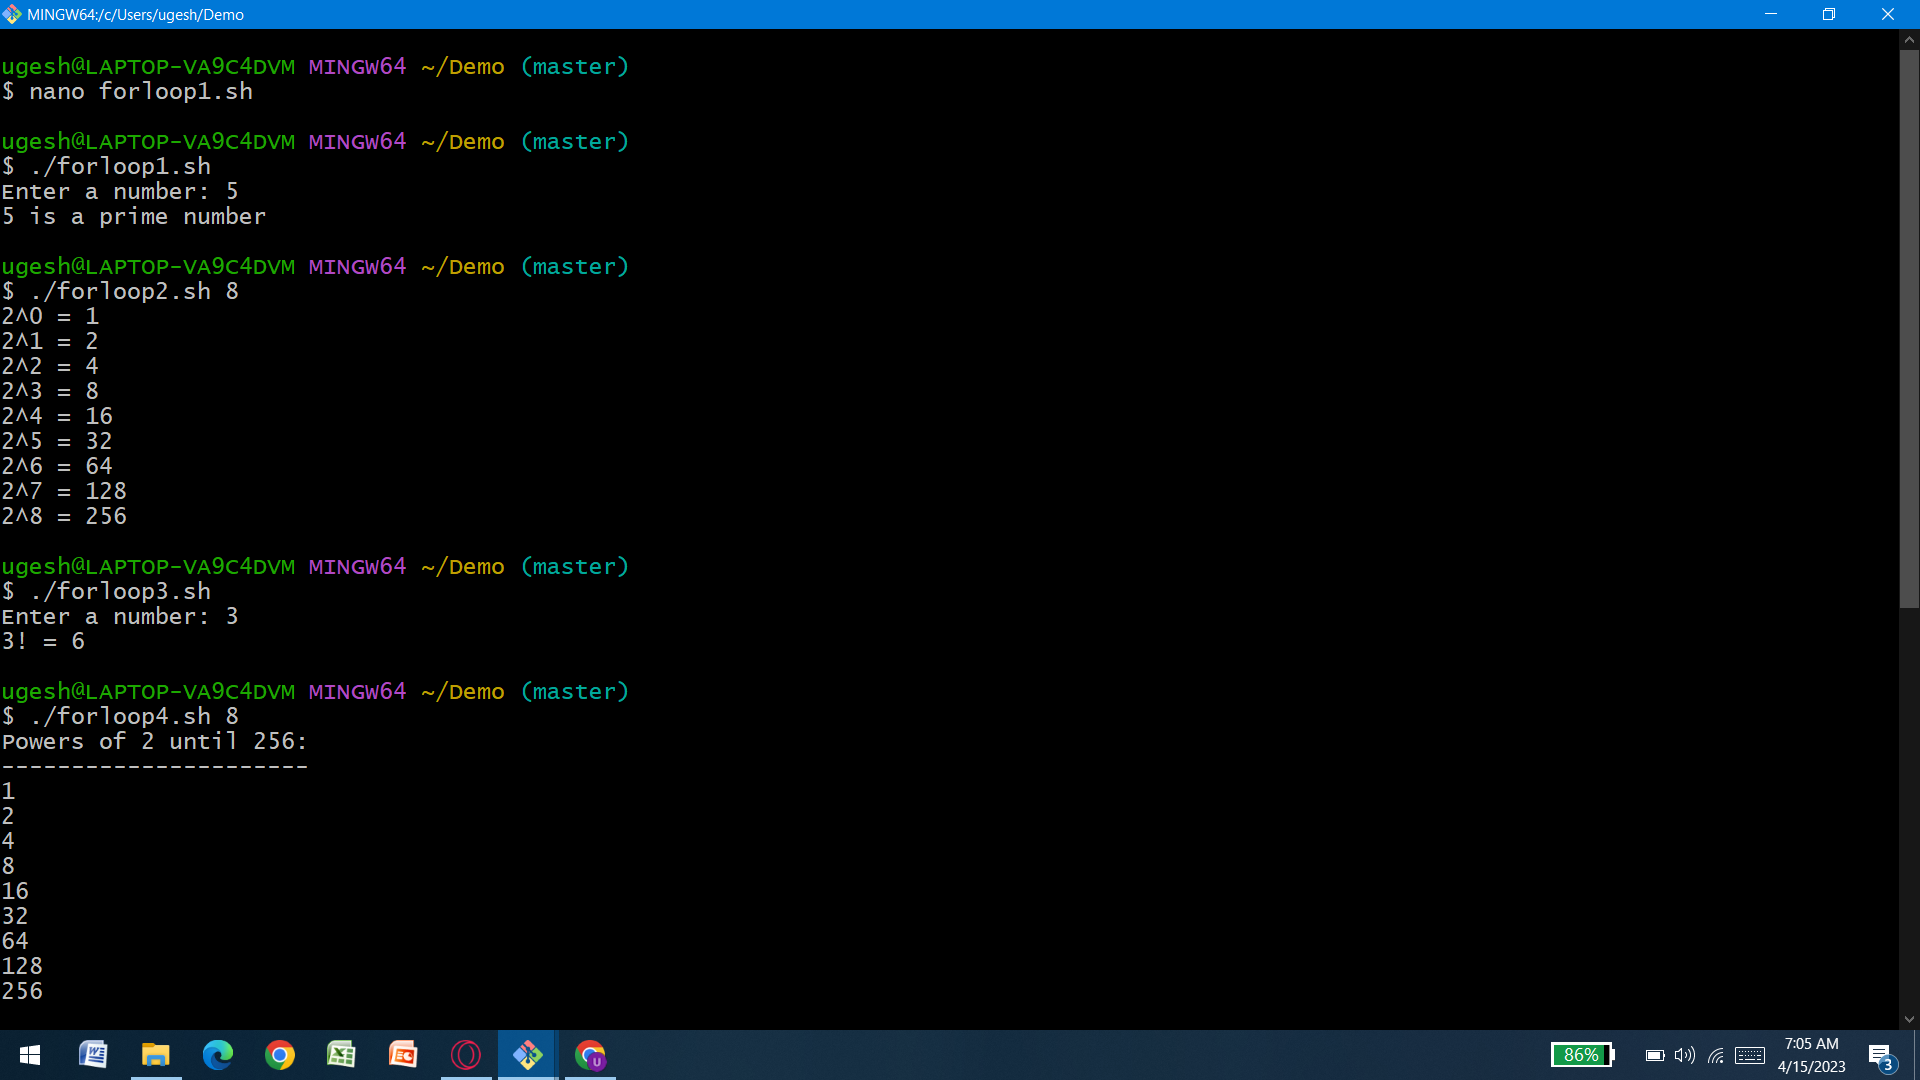 MINGW64:/c/Users/ugesh/Demo
ugesh@LAPTOP-VA9C4DVM MINGW64 ~/Demo (master)
$ nano forloop1.sh
ugesh@LAPTOP-VA9C4DVM MINGW64 ~/Demo (master)
$ ./forloop1.sh
Enter a number: 5
5 is a prime number
ugesh@LAPTOP-VA9C4DVM MINGW64 ~/Demo (master)
$ ./forloop2.sh 8
2^0 = 1
2^1 = 2
2^2 = 4
2^3 = 8
2^4 = 16
2^5 = 32
2^6 = 64
2^7 = 128
2^8 = 256
ugesh@LAPTOP-VA9C4DVM MINGW64 ~/Demo (master)
$ ./forloop3.sh
Enter a number: 3
3! = 6
ugesh@LAPTOP-VA9C4DVM MINGW64 ~/Demo (master)
$ ./forloop4.sh 8
Powers of 2 until 256:
----------------------
1
2
4
8
16
32
64
128
256
86%
7:05 AM
4/15/2023
3